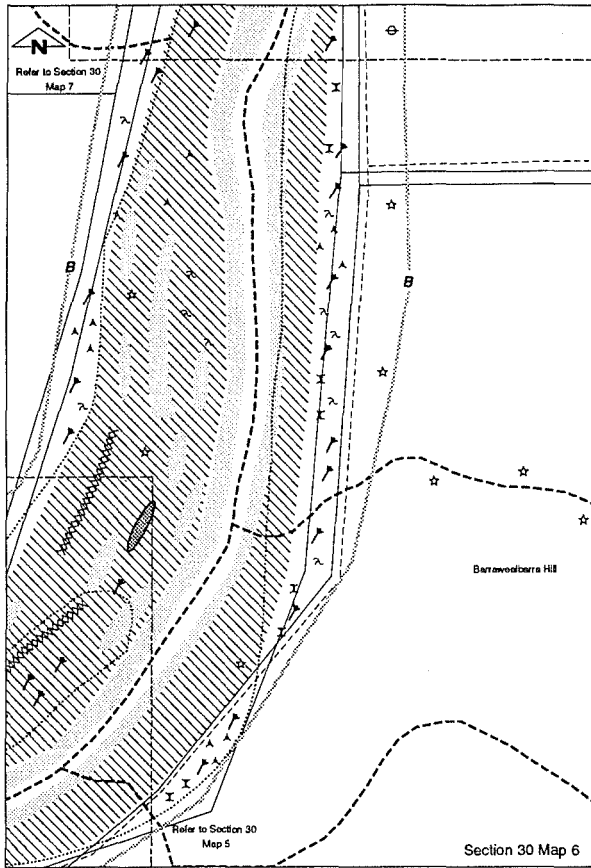 N
Refer to Section 30
Map 7
B
B
Barraweelbarra Hill
Refer to Section 30
Map 5
Section 30 Map 6